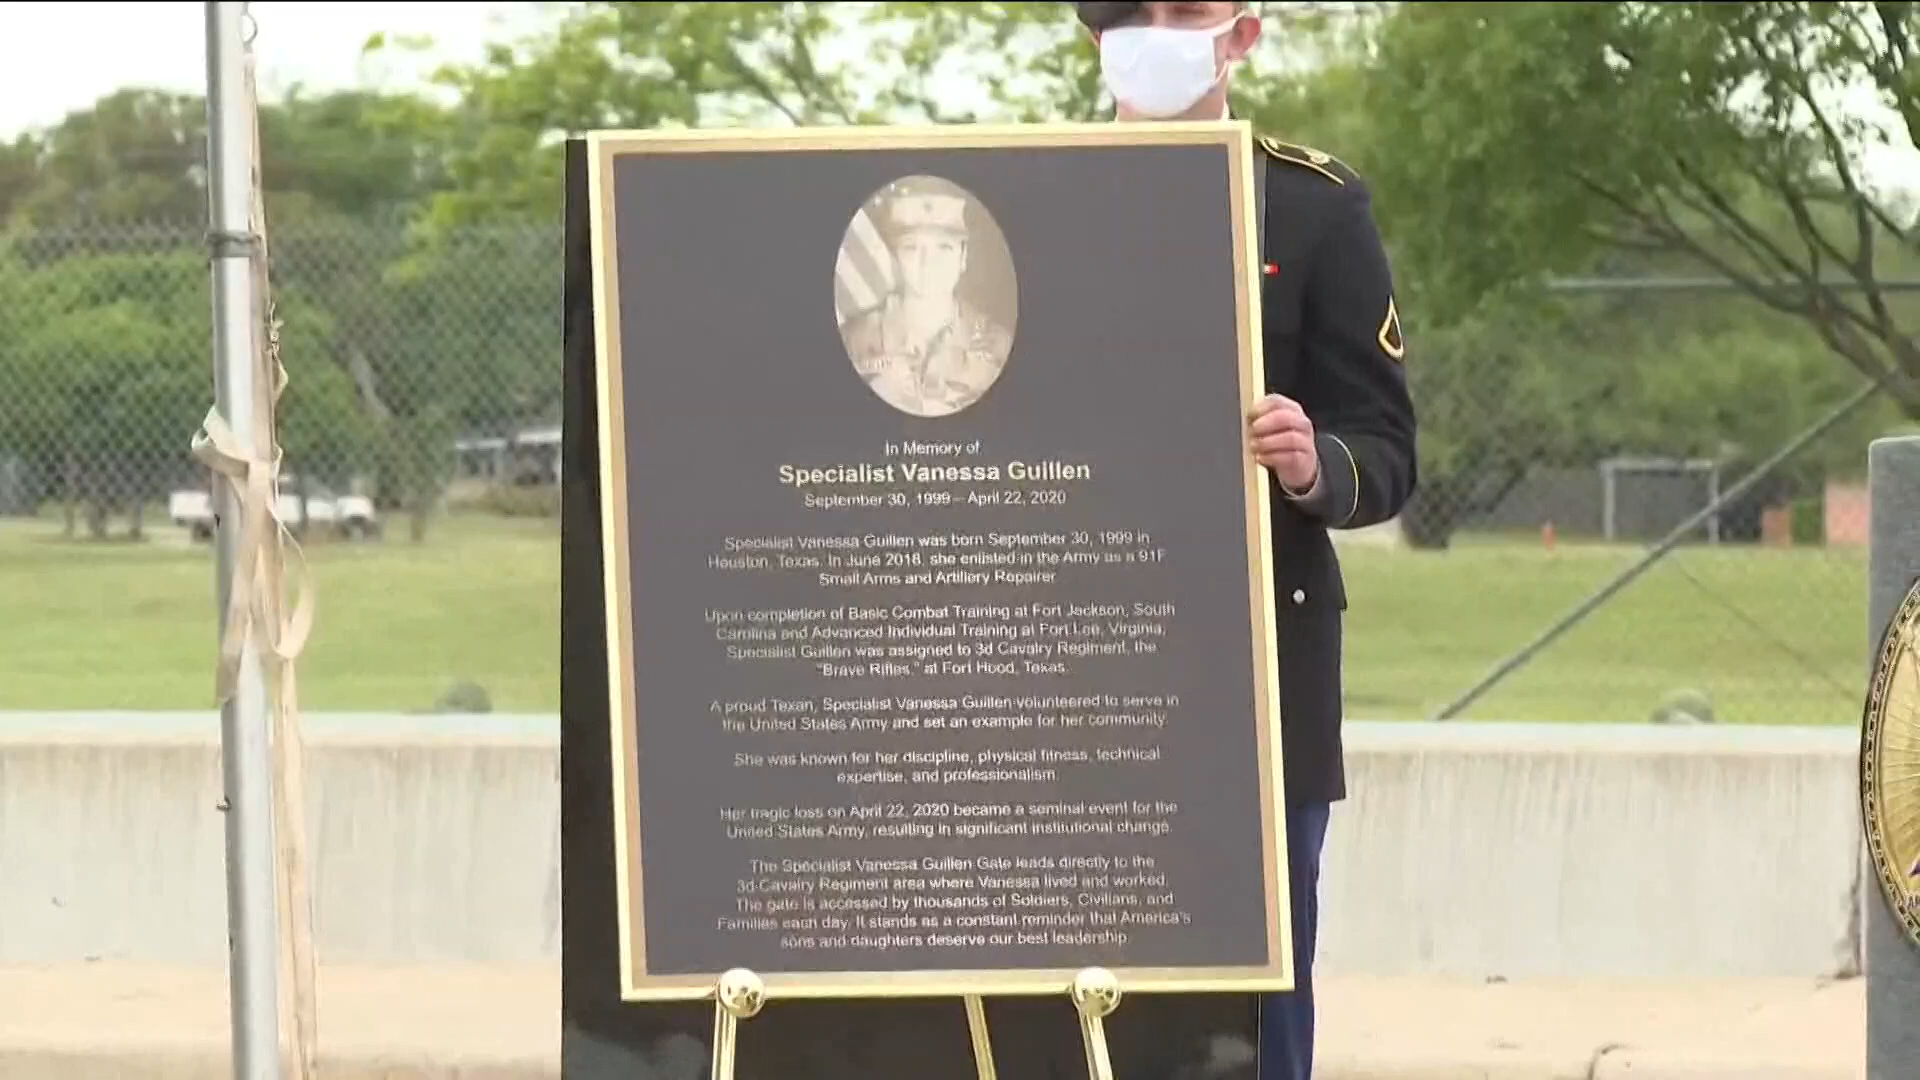 In Memory of
Specialist Vanessa Guillen
September 30, 1999 – April 22, 2020
Specialist Vanessa Guillen was born September 30, 1999 in
Houston, Texas. In June 2018, she enlisted in the Army as a 91F
Small Arms and Artillery Repairer
Upon completion of Basic Combat Training at Fort Jackson, South
Carolina and Advanced Individual Training at Fort Lee, Virginia,
Specialist Guillen was assigned to 3d Cavalry Regiment, the
"Brave Rifles," at Fort Hood, Texas.
A proud Texan, Specialist Vanessa Guillen volunteered to serve in
the United States Army and set an example for her community.
She was known for her discipline, physical fitness, technical
expertise, and professionalism.
Her tragic loss on April 22, 2020 became a seminal event for the
United States Army, resulting in significant institutional change.
The Specialist Vanessa Guillen Gate leads directly to the
3d Cavalry Regiment area where Vanessa lived and worked.
The gate is accessed by thousands of Soldiers, Civilians, and
Families each day. It stands as a constant reminder that America's
sons and daughters deserve our best leadership.